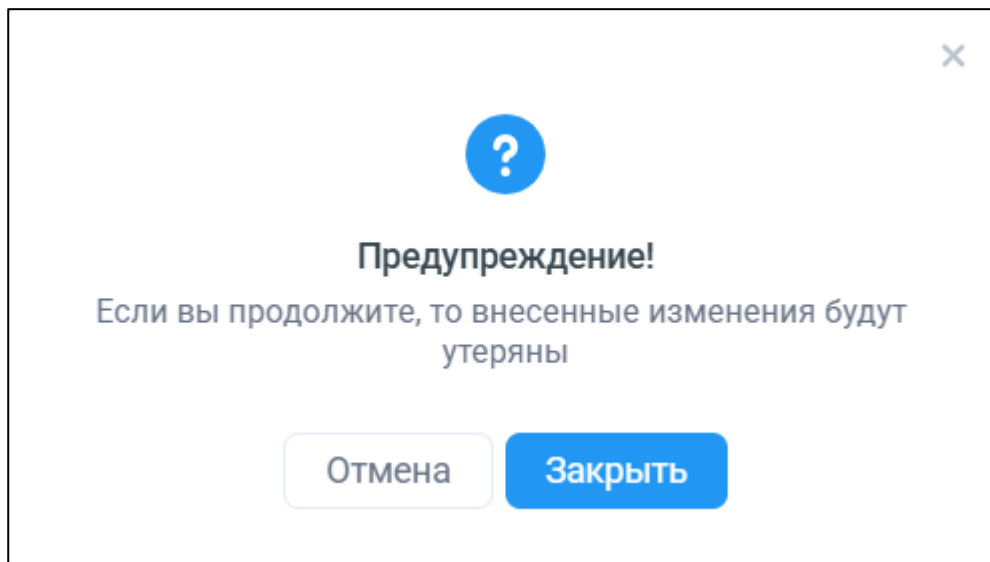 Предупреждение!
Если вы продолжите, то внесенные изменения будут
утеряны
Отмена Закрыть